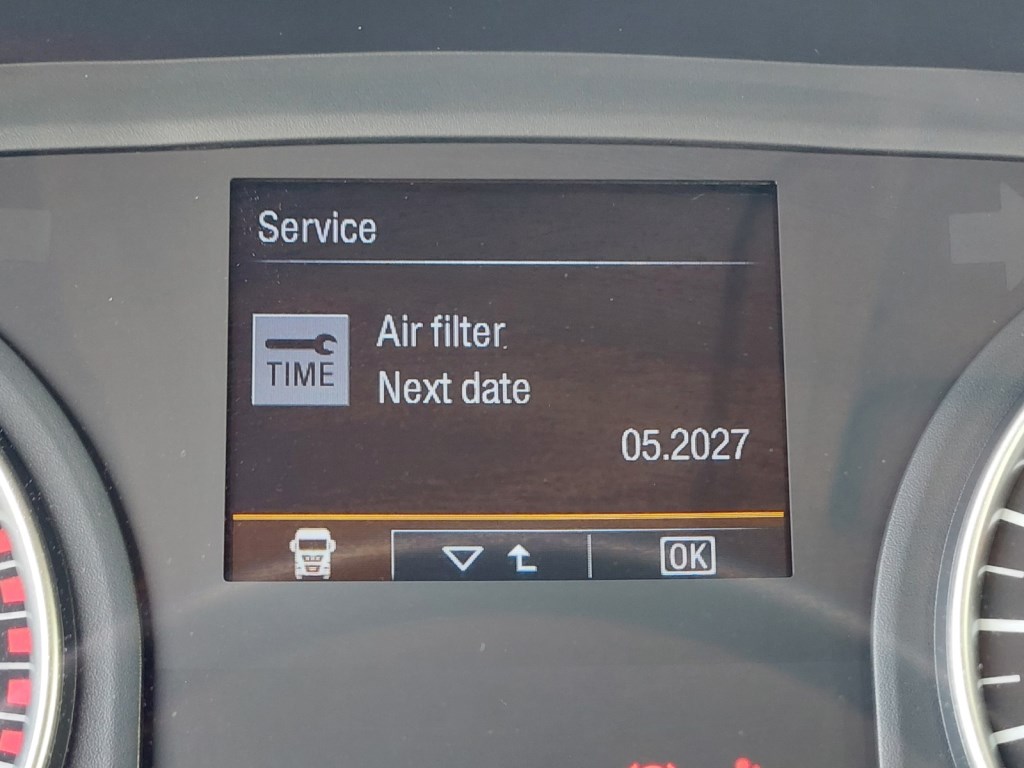 Service
TIME
Air filter
Next date
05.2027
OK